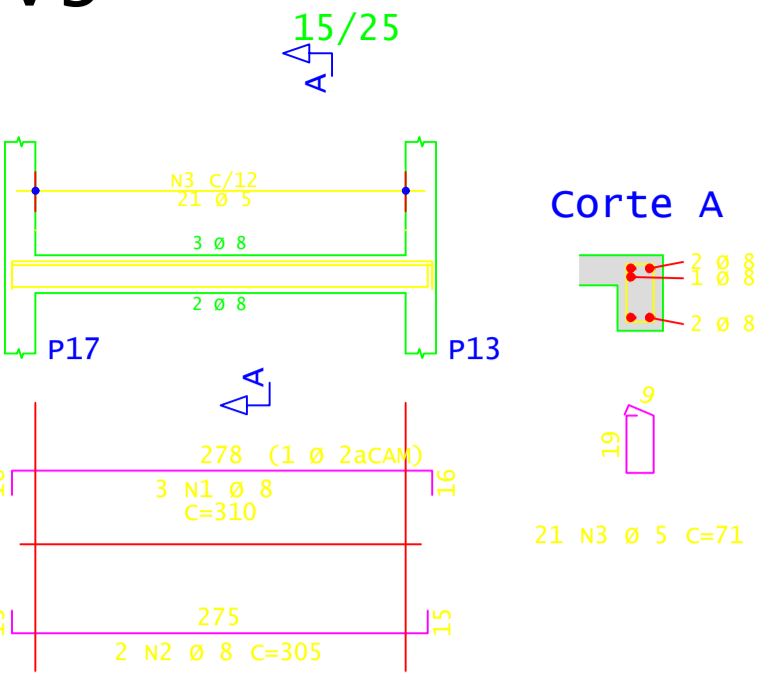 15/25
A
N3 C/12
21 Ø 5
3 Ø 8
2 Ø 8
P17
P13
A
Corte A
2 Ø 8
1 Ø 8
2 Ø 8
9
19
21 N3 Ø 5 C=71
278 (1 Ø 2aCAM)
16
3 N1 Ø 8
C=310
275
15
2 N2 Ø 8 C=305